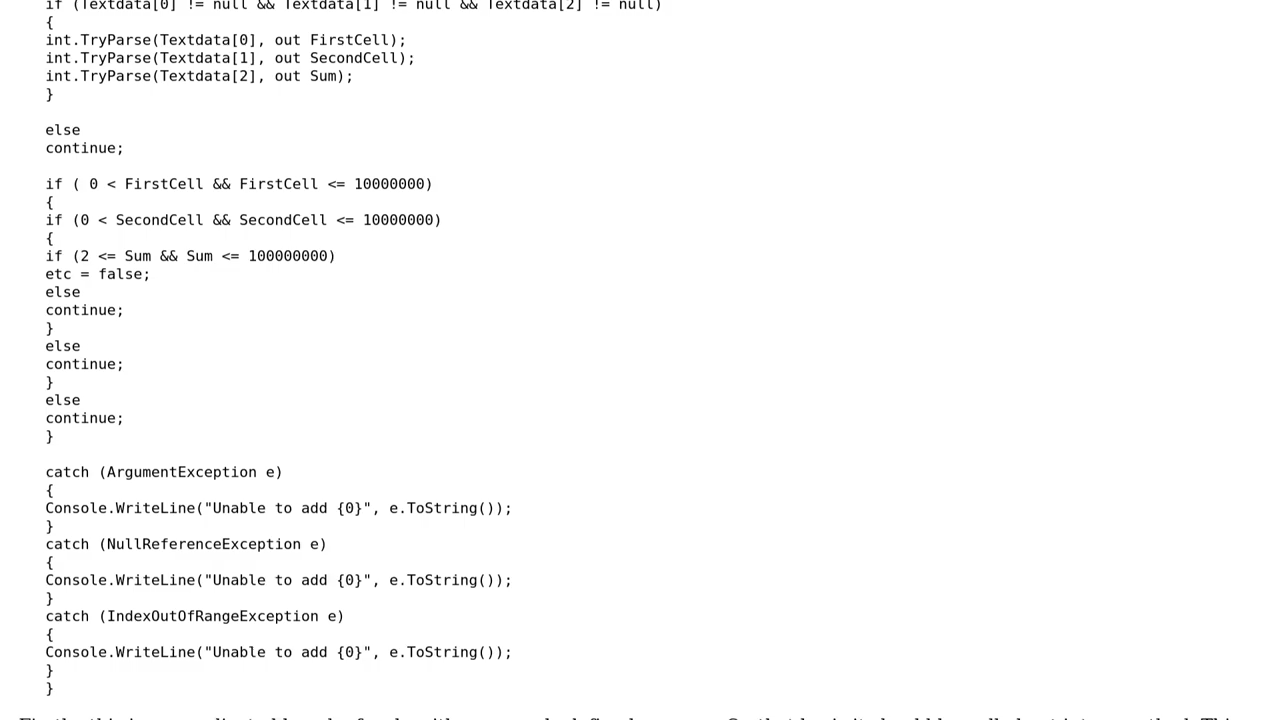 if (Textdata[0] != null && Textdata[1] != null && Textdata[2] != null)
{
int.TryParse(Textdata[0], out FirstCell);
int.TryParse(Textdata[1], out SecondCell);
int.TryParse(Textdata[2], out Sum);
}
else
continue;
if ( 0 < FirstCell && FirstCell <= 10000000)
{
if (0 < SecondCell && SecondCell <= 10000000)
{
if (2 <= Sum && Sum <= 100000000)
etc = false;
else
continue;
}
else
continue;
}
else
continue;
}
catch (ArgumentException e)
{
Console.WriteLine("Unable to add {0}", e.ToString());
}
catch (NullReferenceException e)
{
Console.WriteLine("Unable to add {0}", e.ToString());
}
catch (IndexOutOfRangeException e)
{
Console.WriteLine("Unable to add {0}", e.ToString());
}
}